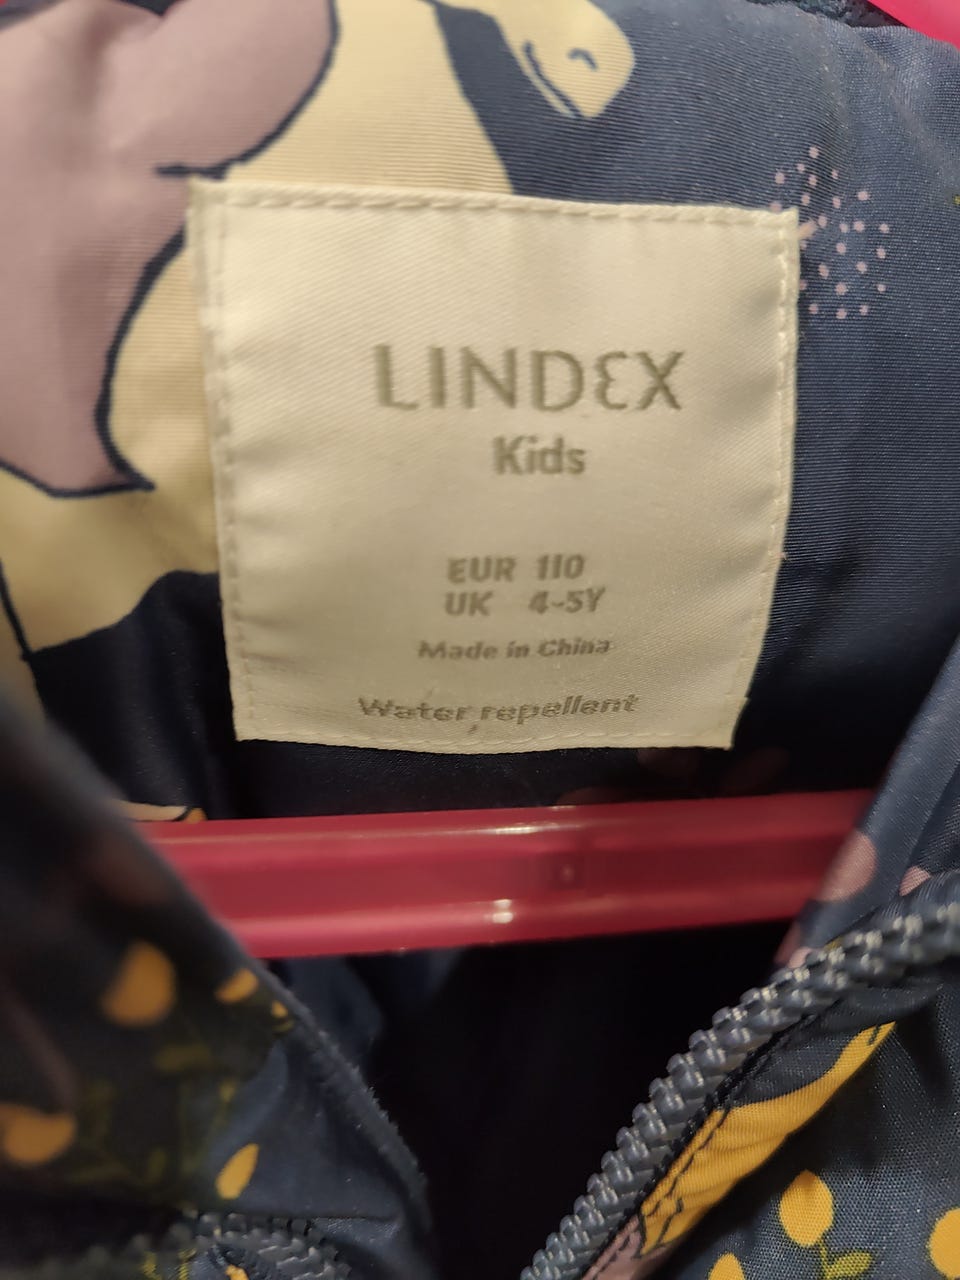 LINDEX
Kids
EUR 110
UK 4-5Y
Made in China
Water repellent